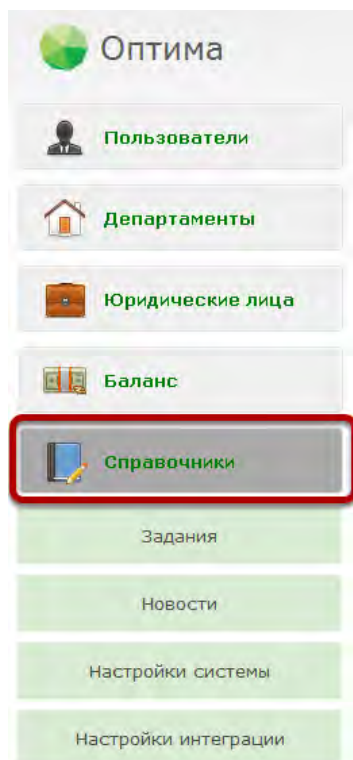 Оптима
Пользователи
Департаменты
Юридические лица
Баланс
Справочники
Задания
Новости
Настройки системы
Настройки интеграции